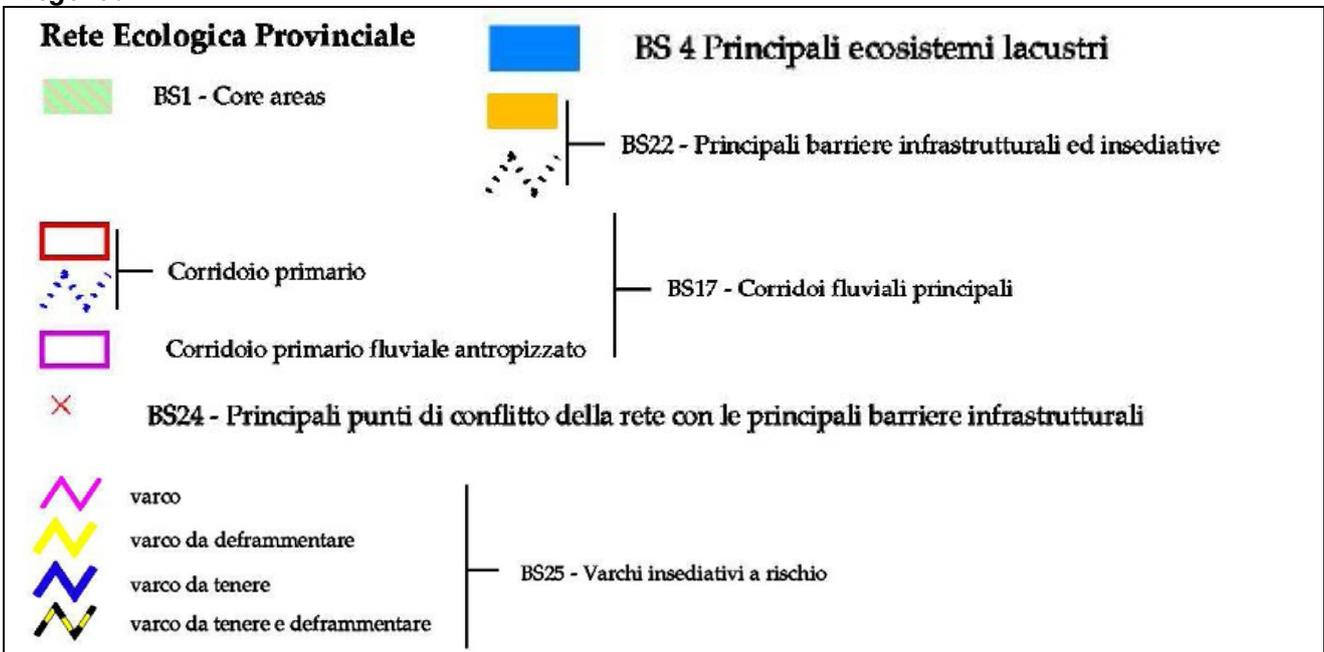 Rete Ecologica Provinciale
BS1 - Core areas
BS 4 Principali ecosistemi lacustri
BS22 - Principali barriere infrastrutturali ed insediative
Corridoio primario
Corridoio primario fluviale antropizzato
BS17 - Corridoi fluviali principali
BS24 - Principali punti di conflitto della rete con le principali barriere infrastrutturali
varco
varco da deframmentare
varco da tenere
varco da tenere e deframmentare
BS25 - Varchi insediativi a rischio